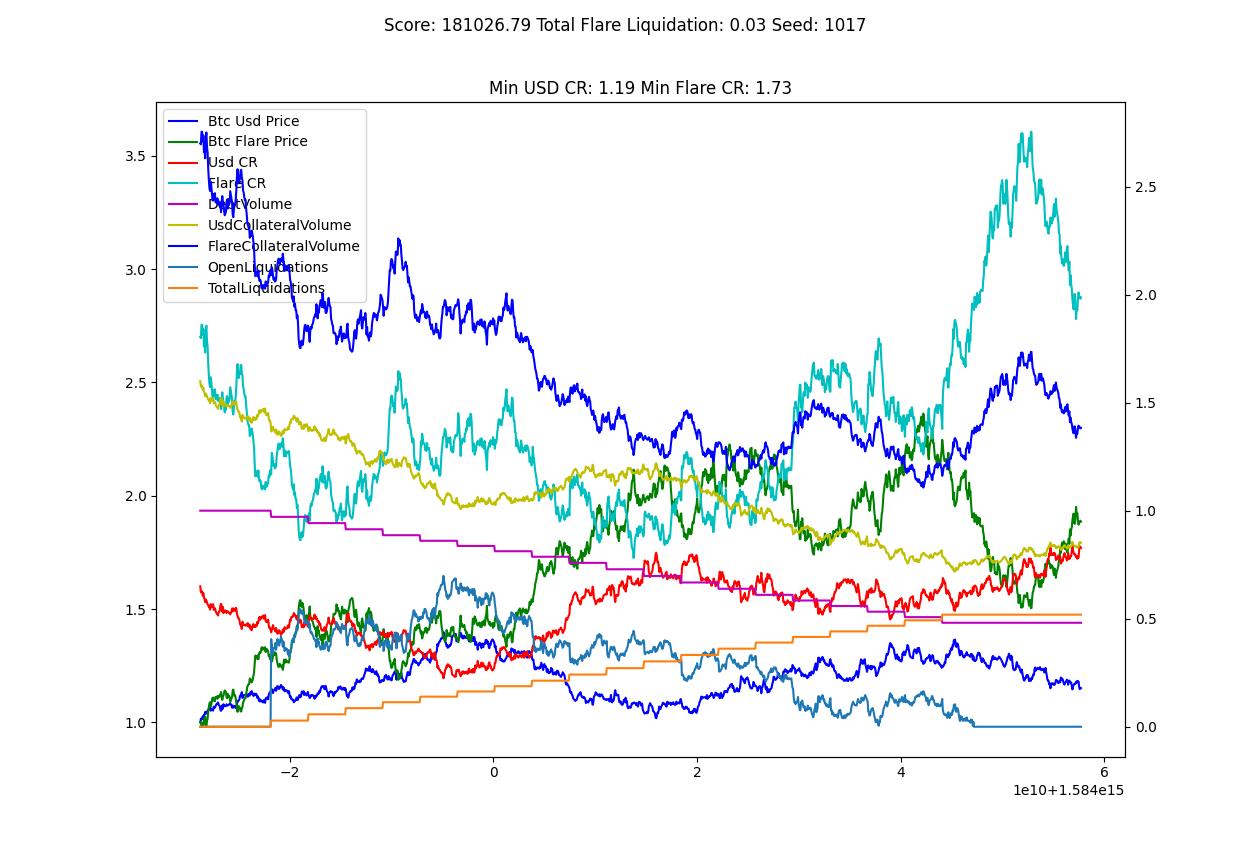 Score: 181026.79 Total Flare Liquidation: 0.03 Seed: 1017
Min USD CR: 1.19 Min Flare CR: 1.73
Btc Usd Price
Btc Flare Price
Usd CR
Flare CR
DebtVolume
UsdCollateralVolume
FlareCollateralVolume
OpenLiquidations
TotalLiquidations
3.5
3.0
2.5
2.0
1.5
1.0
2.5
2.0
1.5
1.0
0.5
0.0
−2
0
2
4
6
1e10+1.584e15